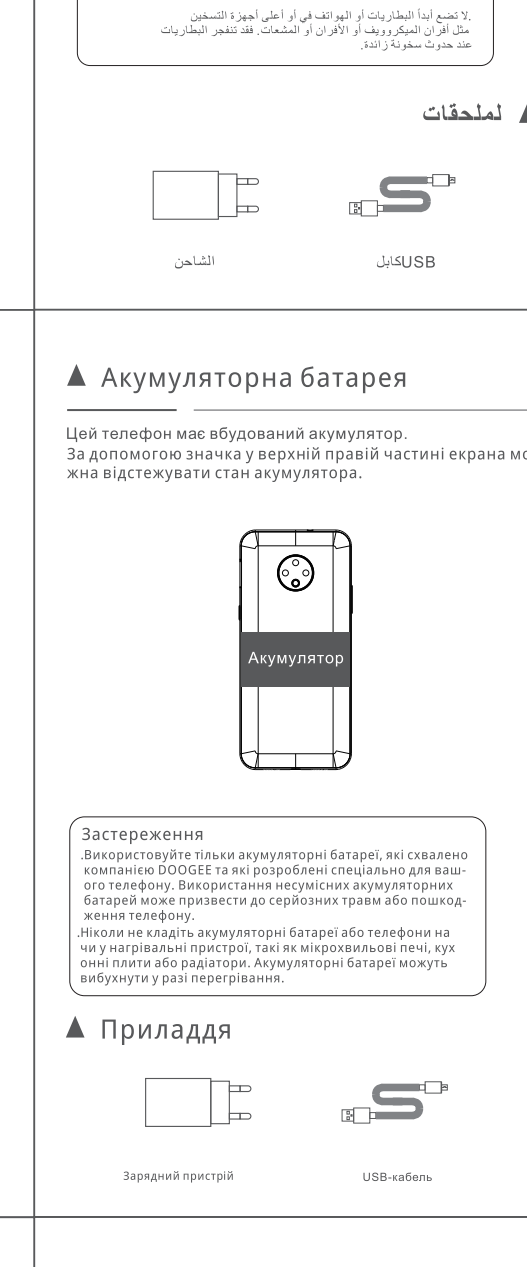 .لا تضع أبداً البطاريات أو الهواتف في أو أعلى أجهزة التسخين
مثل أفران الميكروويف أو الأفران أو المشعات. فقد تنفجر البطاريات
عند حدوث سخونة زائدة.
لملحقات
الشاحن
USBكابل
Акумуляторна батарея
Цей телефон має вбудований акумулятор.
За допомогою значка у верхній правій частині екрана мо
жна відстежувати стан акумулятора.
Акумулятор
Застереження
.Використовуйте тільки акумуляторні батареї, які схвалено
компанією DOOGEE та які розроблені спеціально для ваш-
ого телефону. Використання несумісних акумуляторних
батарей може призвести до серйозних травм або пошкод-
ження телефону.
.Ніколи не кладіть акумуляторні батареї або телефони на
чи у нагрівальні пристрої, такі як мікрохвильові печі, кух
онні плити або радіатори. Акумуляторні батареї можуть
вибухнути у разі перегрівання.
Приладдя
Зарядний пристрій
USB-кабель